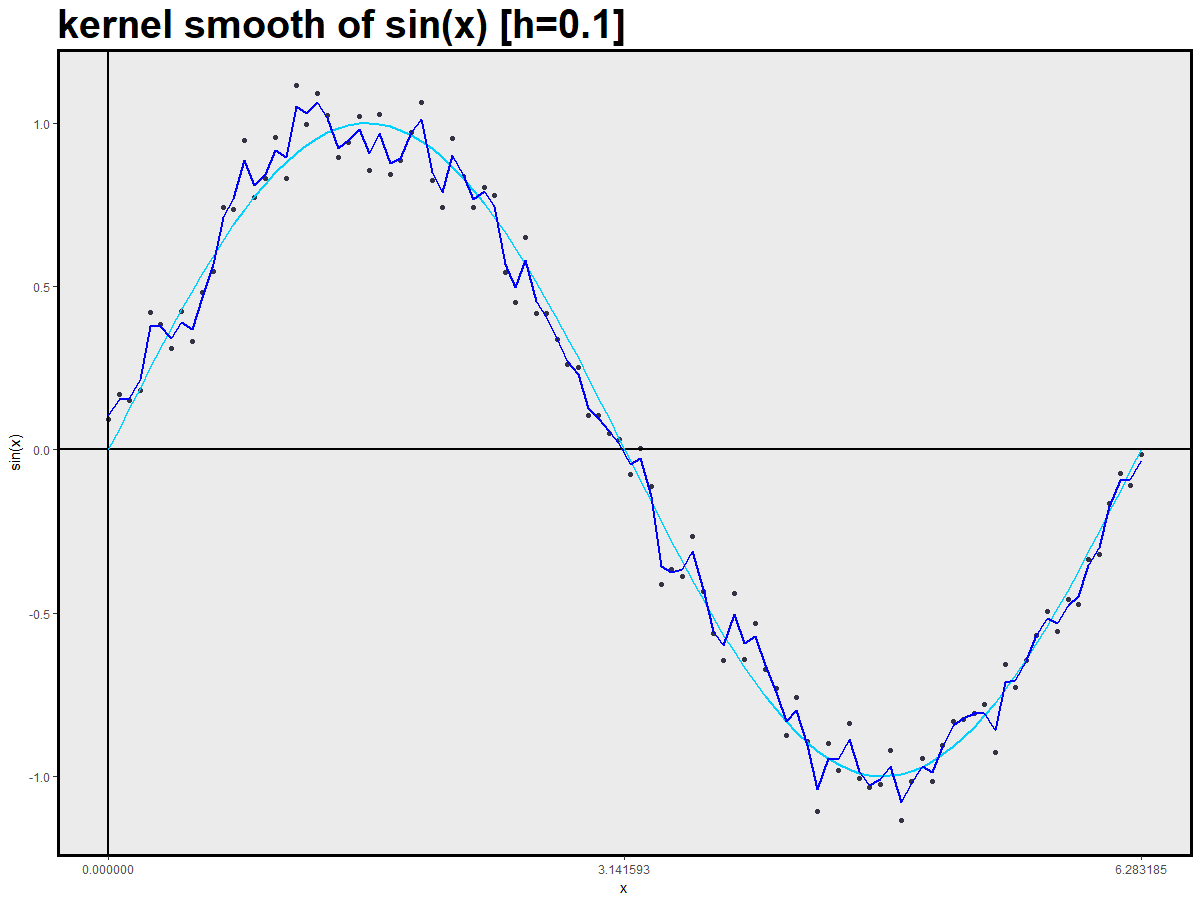 kernel smooth of sin(x) [h=0.1]
1.0
0.5
0.0
-0.5
-1.0
sin(x)
0.000000
3.141593
6.283185
x